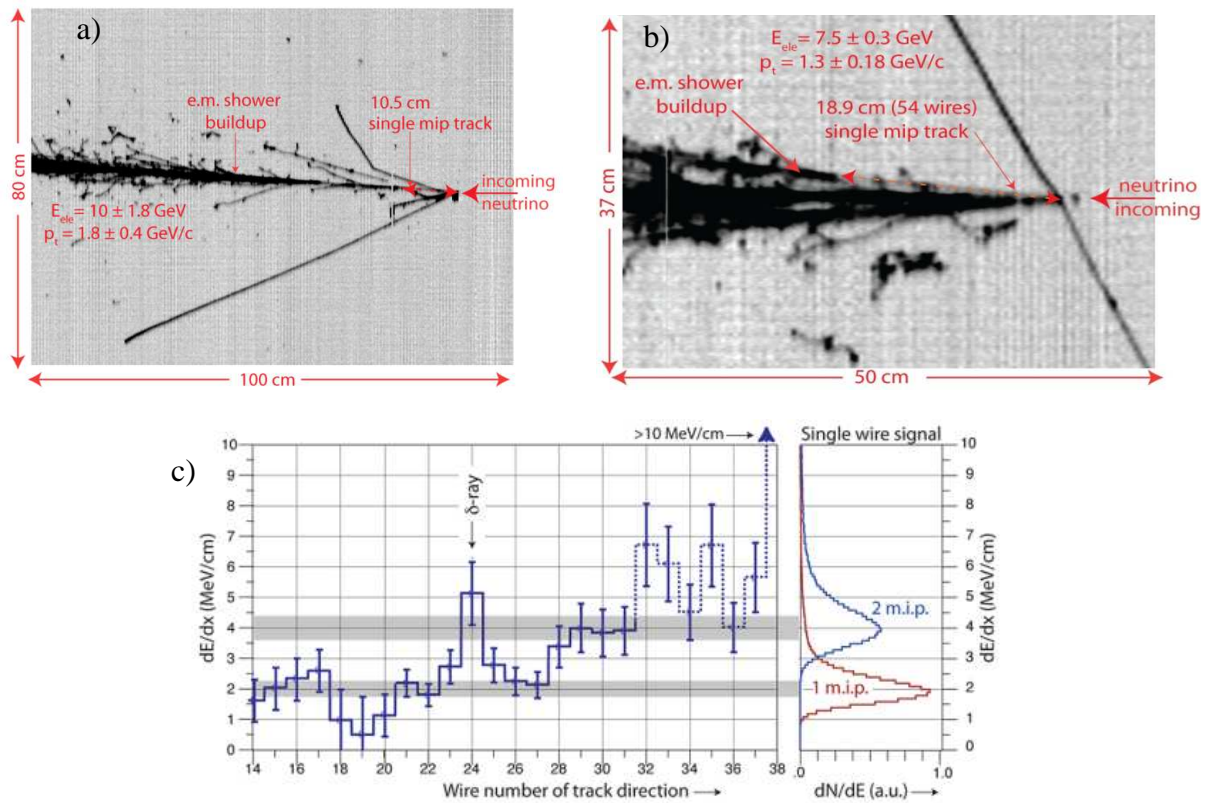 a)
80 cm
e.m. shower
buildup
10.5 cm
single mip track
incoming
neutrino
E_ele = 10 ± 1.8 GeV
p_t = 1.8 ± 0.4 GeV/c
100 cm
b)
37 cm
E_ele = 7.5 ± 0.3 GeV
p_t = 1.3 ± 0.18 GeV/c
e.m. shower
buildup
18.9 cm (54 wires)
single mip track
neutrino
incoming
50 cm
c)
>10 MeV/cm →
Single wire signal
dE/dx (MeV/cm)
10
9
8
7
6
5
4
3
2
1
0
δ-ray
14 16 18 20 22 24 26 28 30 32 34 36 38
Wire number of track direction →
2 m.i.p.
1 m.i.p.
10
9
8
7
6
5
4
3
2
1
0
dE/dx (MeV/cm)
.0 0.5 1.0
dN/dE (a.u.) →